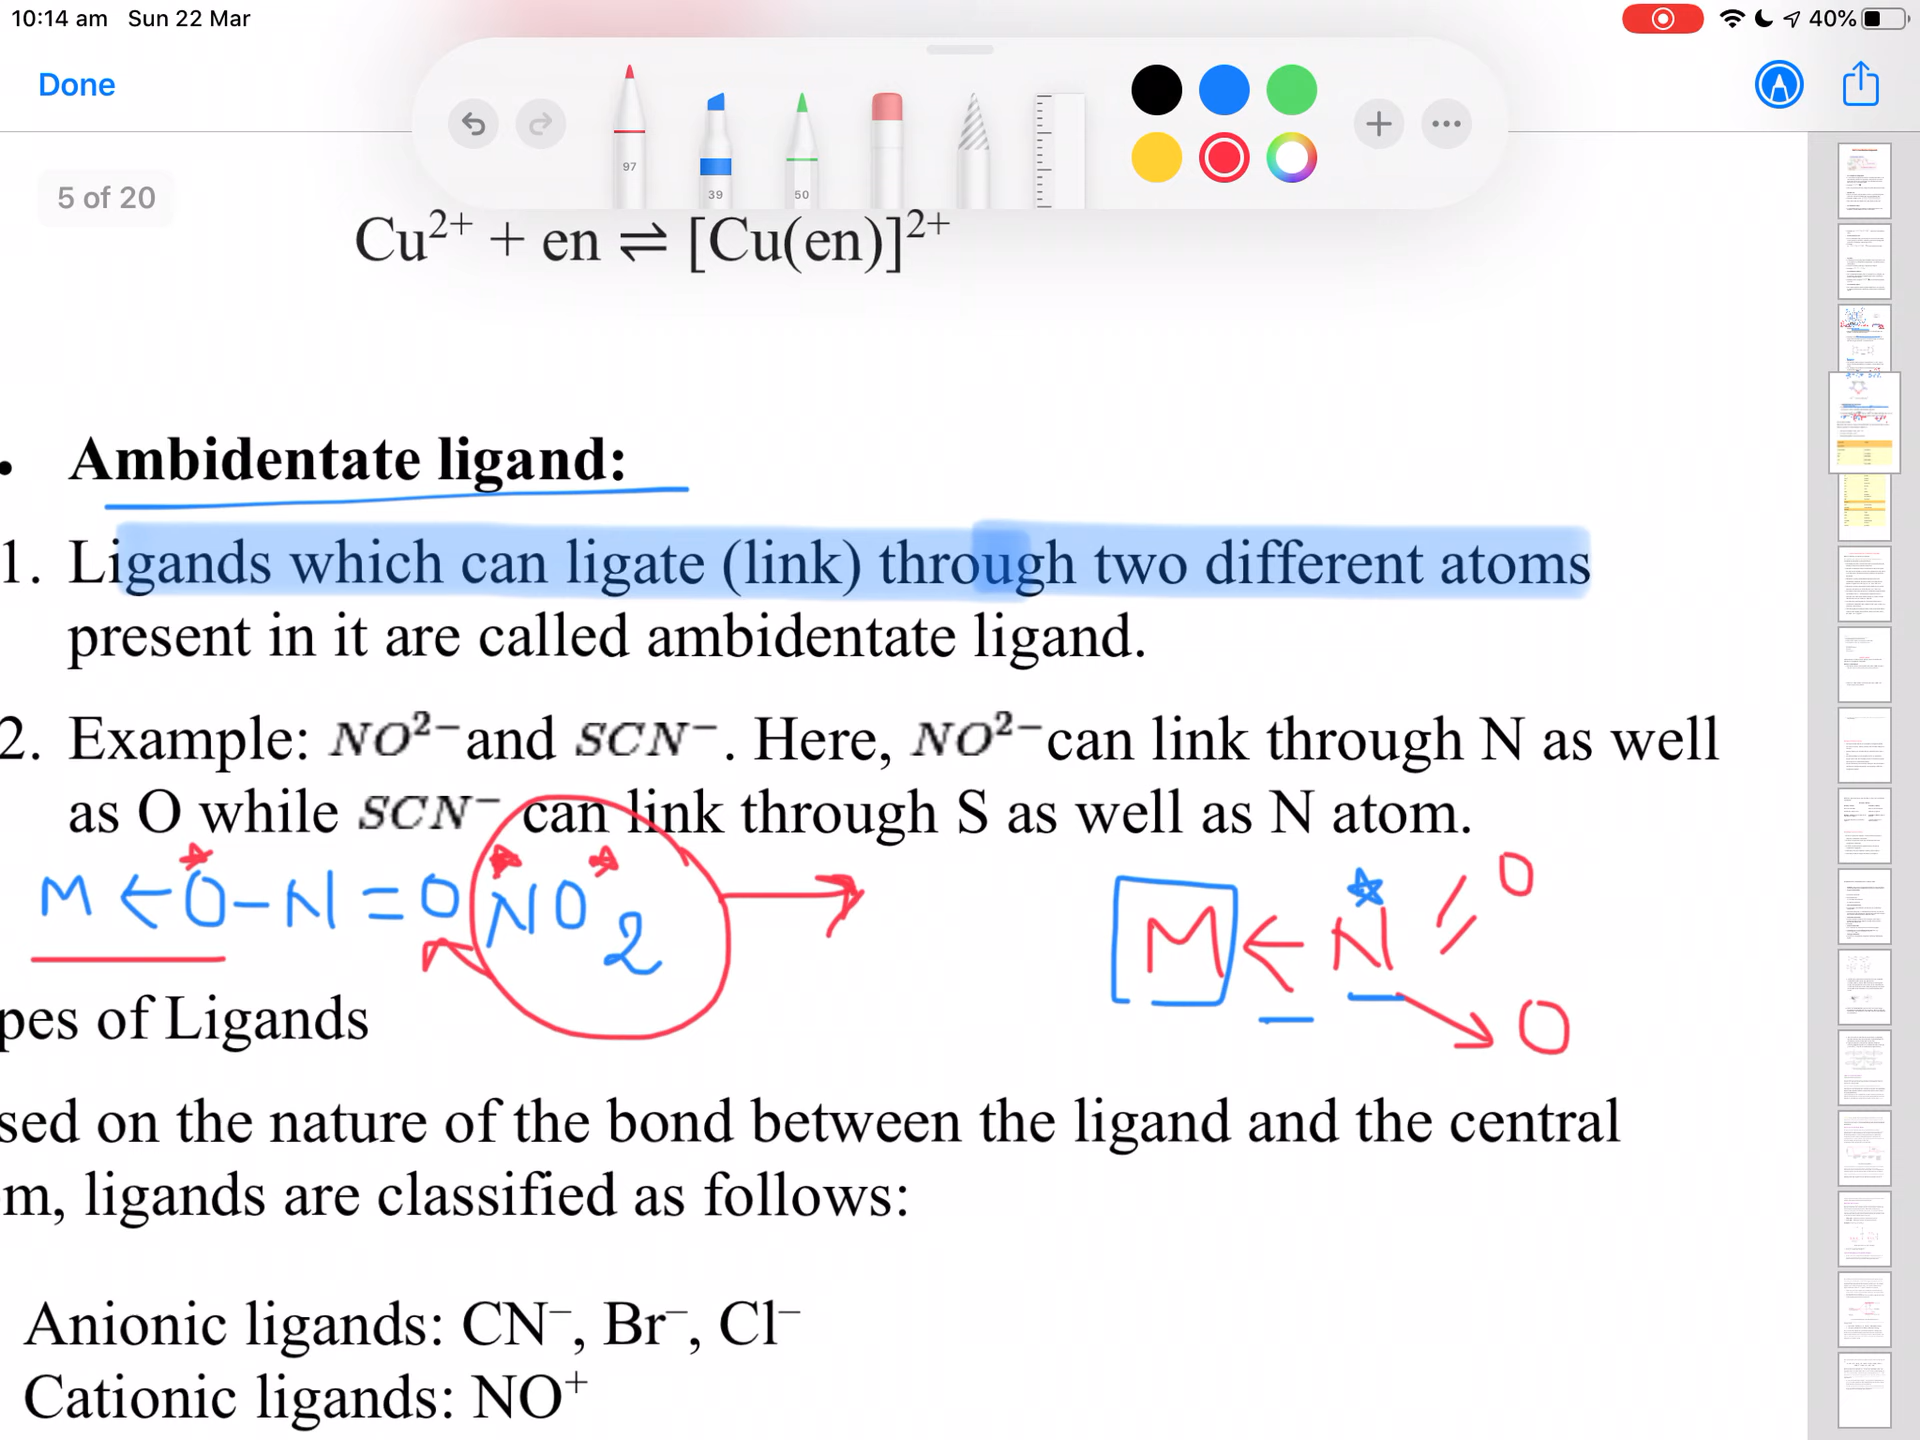 10:14 am Sun 22 Mar 40%
Done
97 39 50
5 of 20
Cu²⁺ + en ⇌ [Cu(en)]²⁺
• Ambidentate ligand:
1. Ligands which can ligate (link) through two different atoms
present in it are called ambidentate ligand.
2. Example: NO²⁻ and SCN⁻. Here, NO²⁻ can link through N as well
as O while SCN⁻ can link through S as well as N atom.
M ← O – N = O NO₂ M ← N = O
→ O
pes of Ligands
sed on the nature of the bond between the ligand and the central
m, ligands are classified as follows:
Anionic ligands: CN⁻, Br⁻, Cl⁻
Cationic ligands: NO⁺